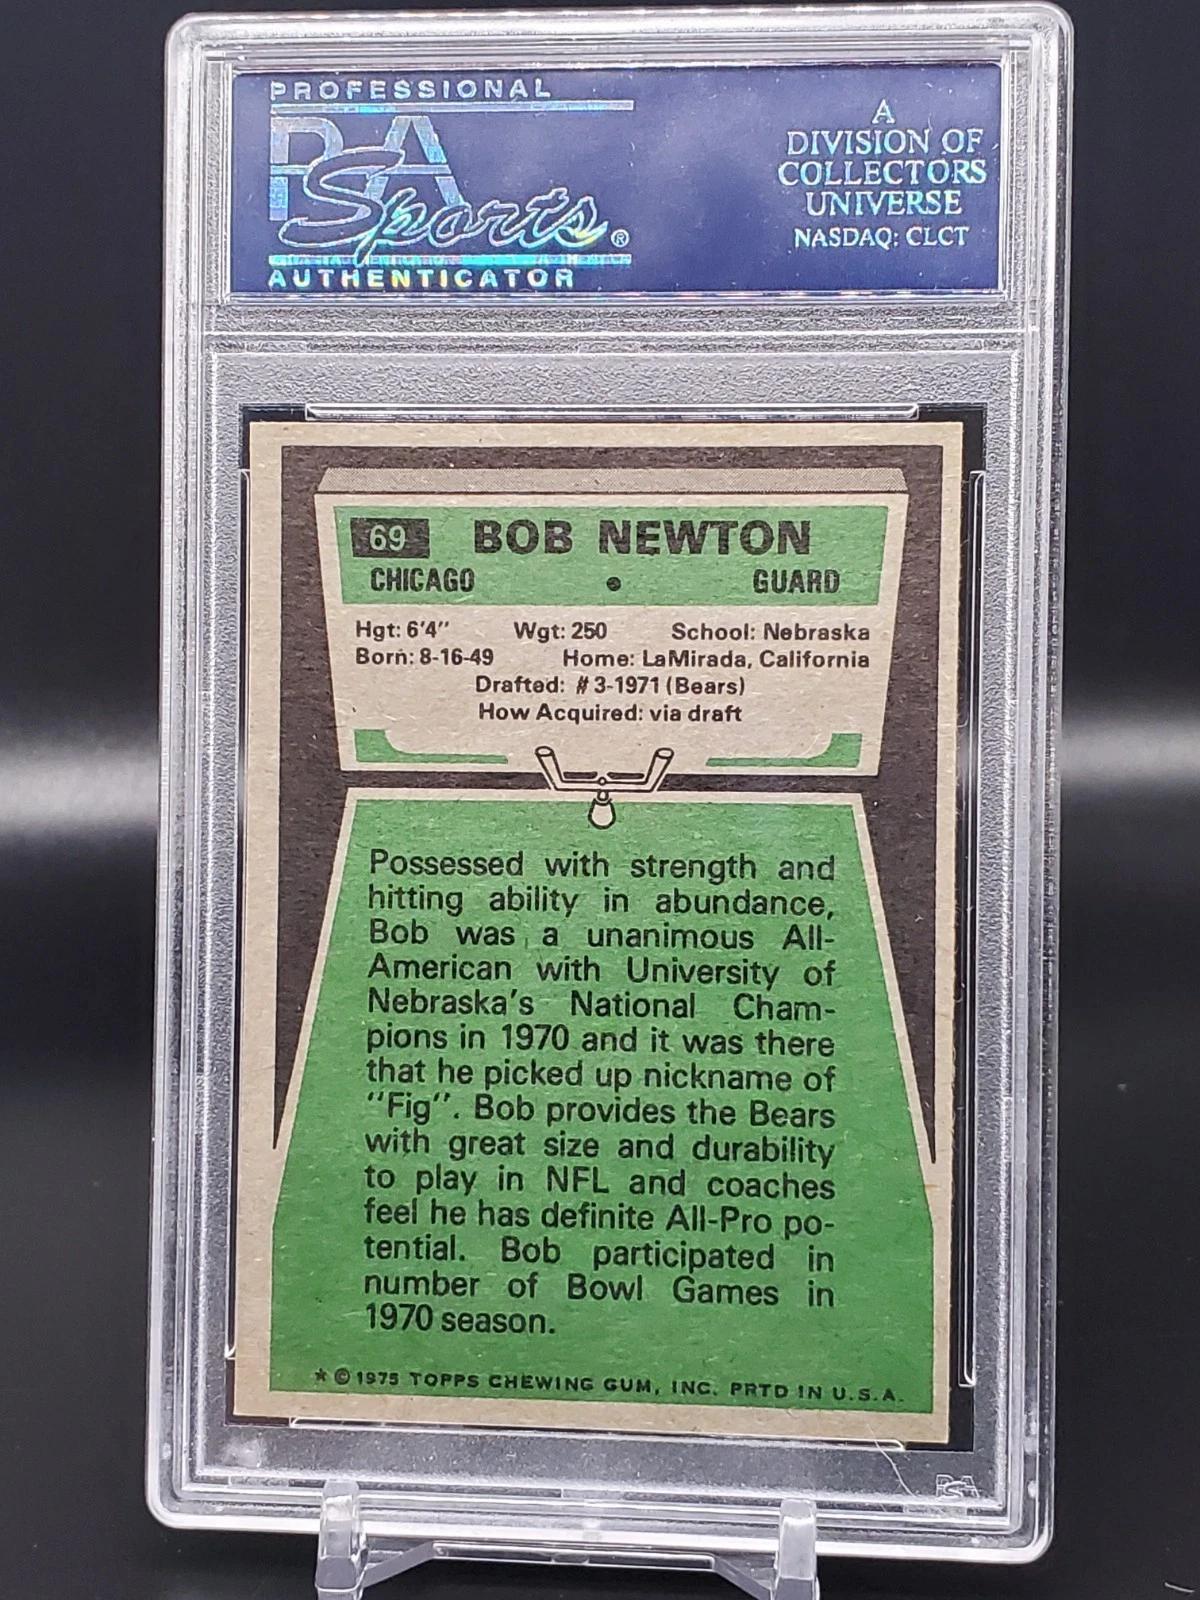 PROFESSIONAL
PSA
Sports®
AUTHENTICATOR
A
DIVISION OF
COLLECTORS
UNIVERSE
NASDAQ: CLCT
69 BOB NEWTON
CHICAGO • GUARD
Hgt: 6'4" Wgt: 250 School: Nebraska
Born: 8-16-49 Home: LaMirada, California
Drafted: #3-1971 (Bears)
How Acquired: via draft
Possessed with strength and
hitting ability in abundance,
Bob was a unanimous All-
American with University of
Nebraska's National Cham-
pions in 1970 and it was there
that he picked up nickname of
"Fig". Bob provides the Bears
with great size and durability
to play in NFL and coaches
feel he has definite All-Pro po-
tential. Bob participated in
number of Bowl Games in
1970 season.
* © 1975 TOPPS CHEWING GUM, INC. PRTD IN U.S.A.
PSA